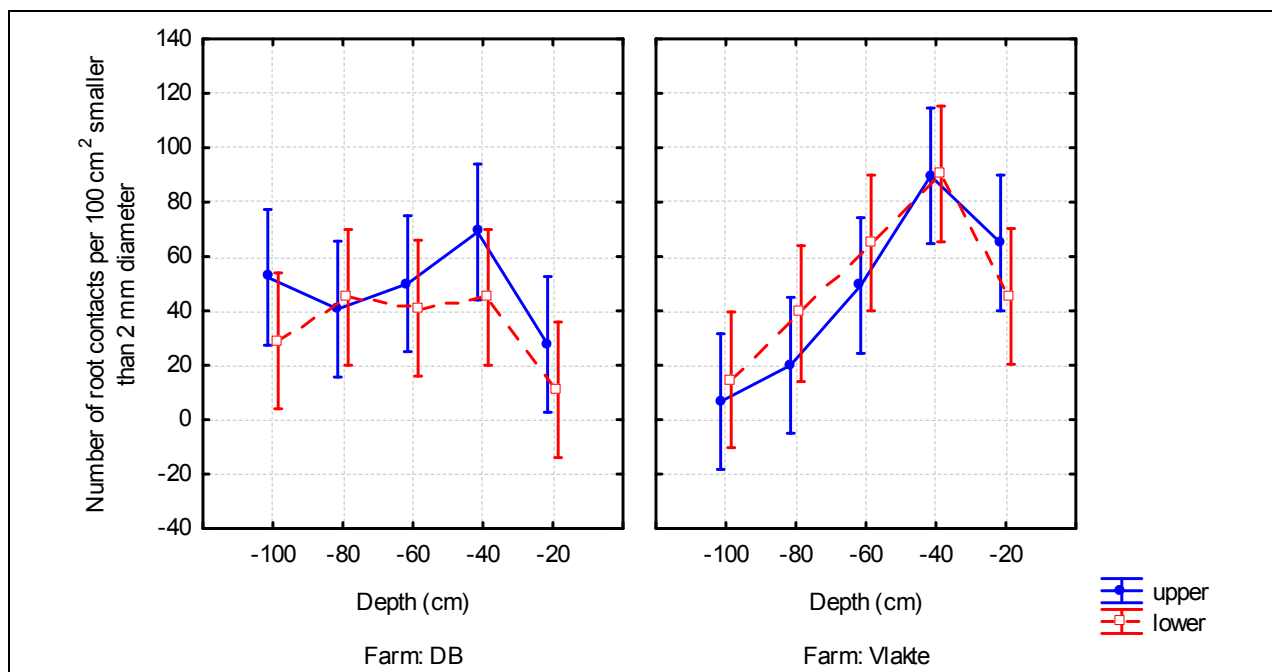 Number of root contacts per 100 cm² smaller
than 2 mm diameter
140
120
100
80
60
40
20
0
-20
-40
-100 -80 -60 -40 -20
-100 -80 -60 -40 -20
Depth (cm)
Depth (cm)
Farm: DB
Farm: Vlakte
upper
lower